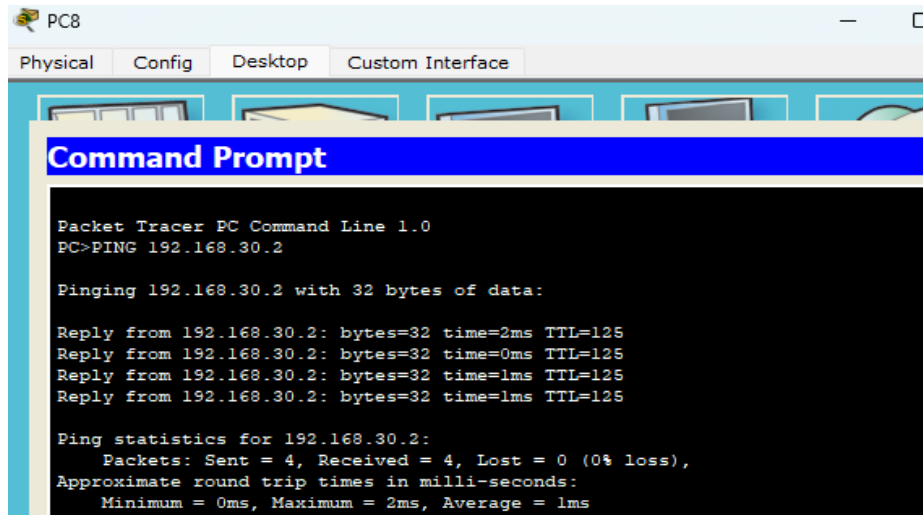 PC8
Physical Config Desktop Custom Interface
Command Prompt
Packet Tracer PC Command Line 1.0
PC>PING 192.168.30.2
Pinging 192.168.30.2 with 32 bytes of data:
Reply from 192.168.30.2: bytes=32 time=2ms TTL=125
Reply from 192.168.30.2: bytes=32 time=0ms TTL=125
Reply from 192.168.30.2: bytes=32 time=1ms TTL=125
Reply from 192.168.30.2: bytes=32 time=1ms TTL=125
Ping statistics for 192.168.30.2:
Packets: Sent = 4, Received = 4, Lost = 0 (0% loss),
Approximate round trip times in milli-seconds:
Minimum = 0ms, Maximum = 2ms, Average = 1ms